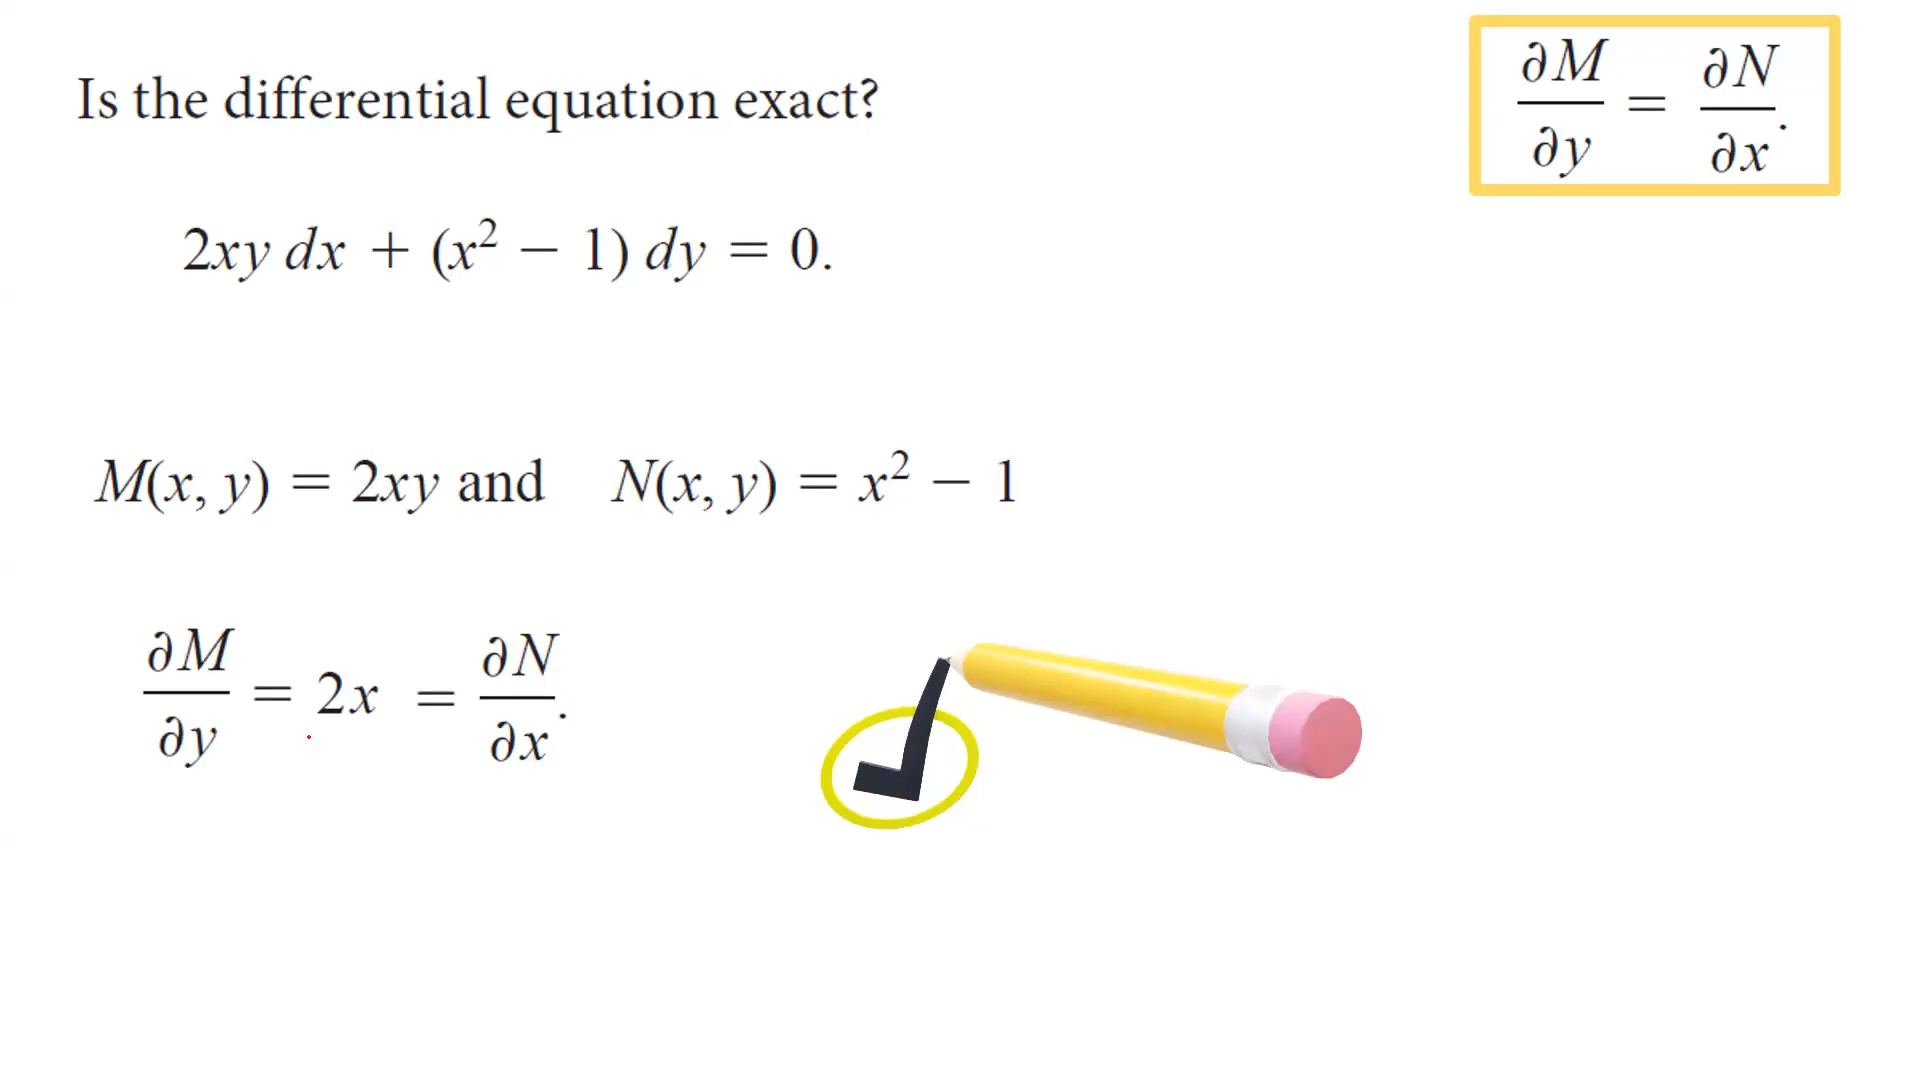 Is the differential equation exact?
∂M/∂y = ∂N/∂x.
2xy dx + (x² − 1) dy = 0.
M(x, y) = 2xy and N(x, y) = x² − 1
∂M/∂y = 2x = ∂N/∂x.